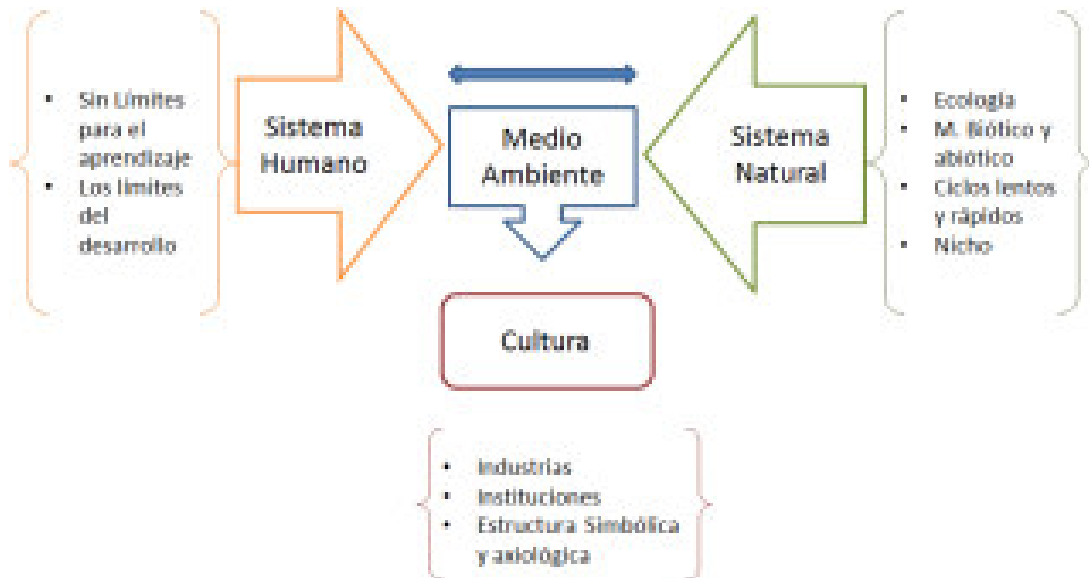 Sin Límites
para el
aprendizaje
Los límites
del
desarrollo
Sistema
Humano
Medio
Ambiente
Sistema
Natural
Ecología
M. Biótico y
abiótico
Ciclos lentos
y rápidos
Nicho
Cultura
Industrias
Instituciones
Estructura Simbólica
y axiológica